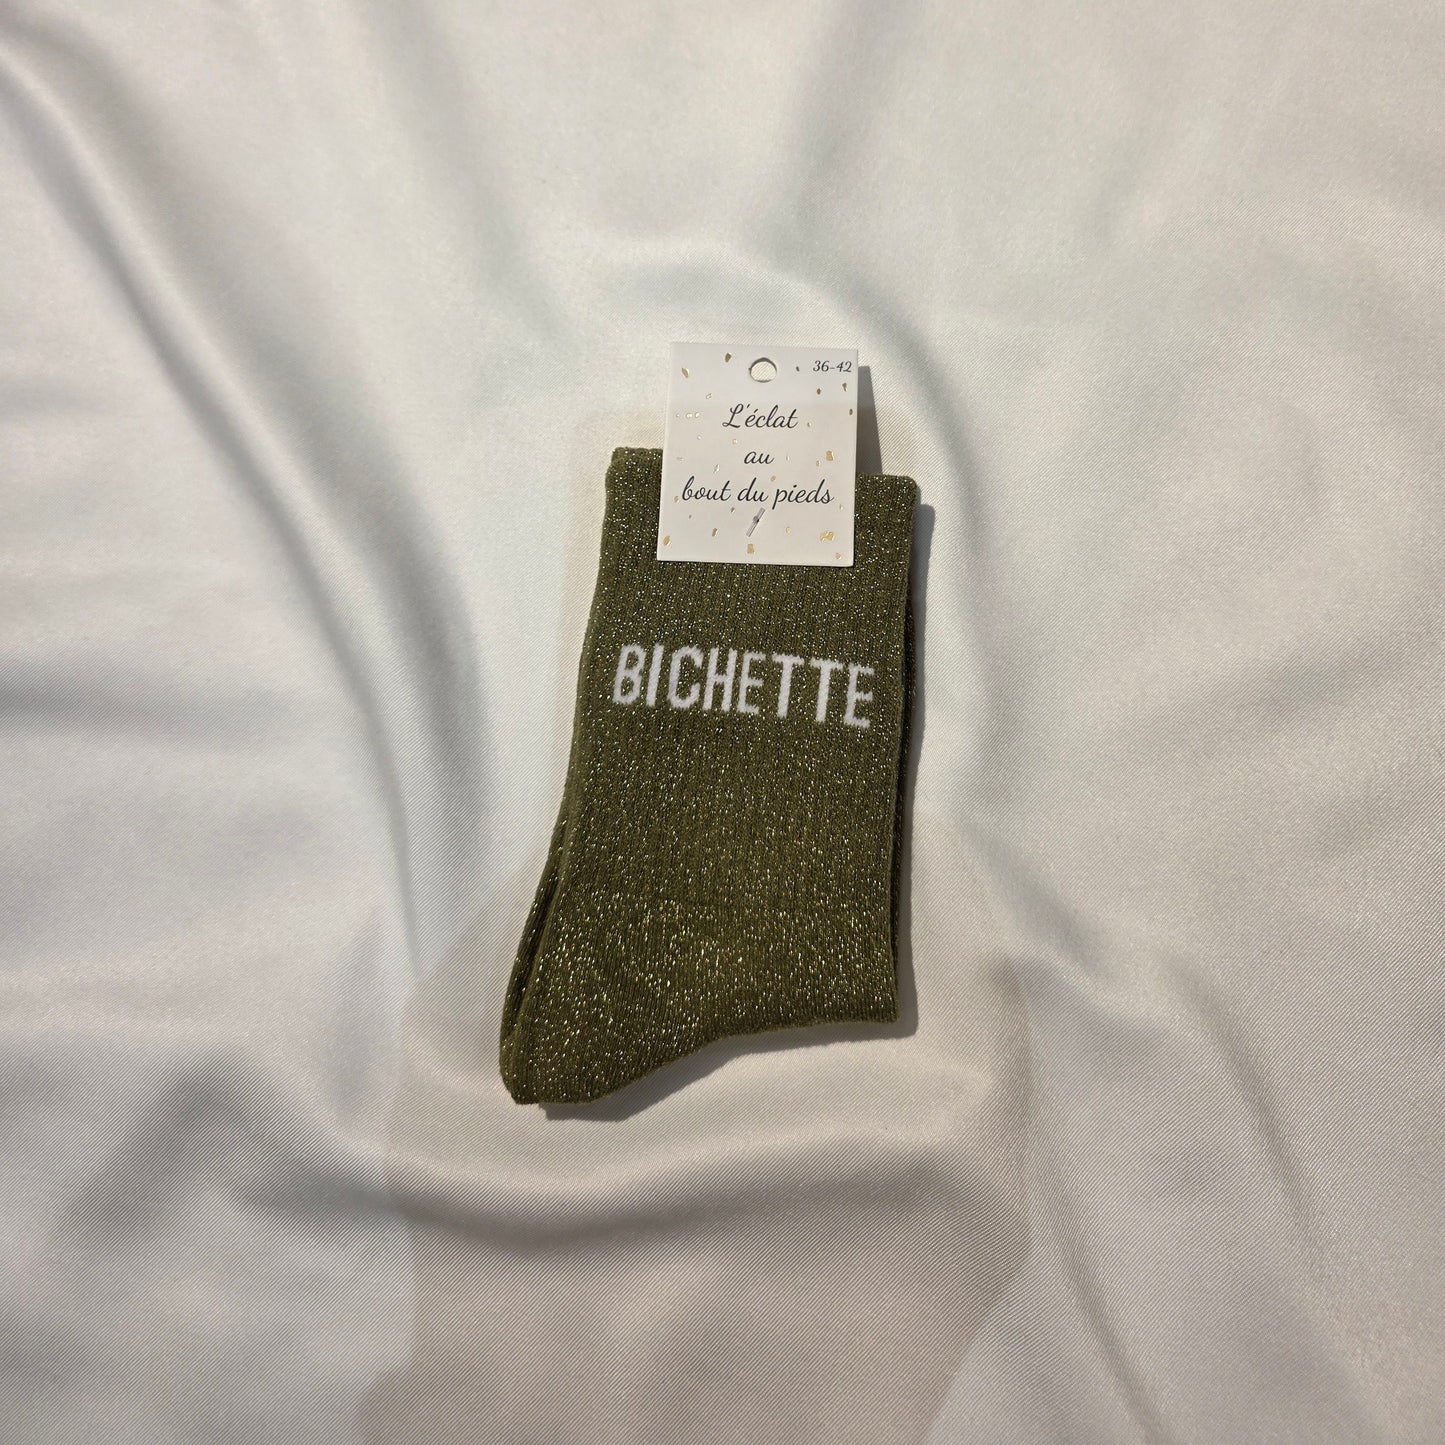 36-42
L'éclat
au
bout du pieds
BICHETTE